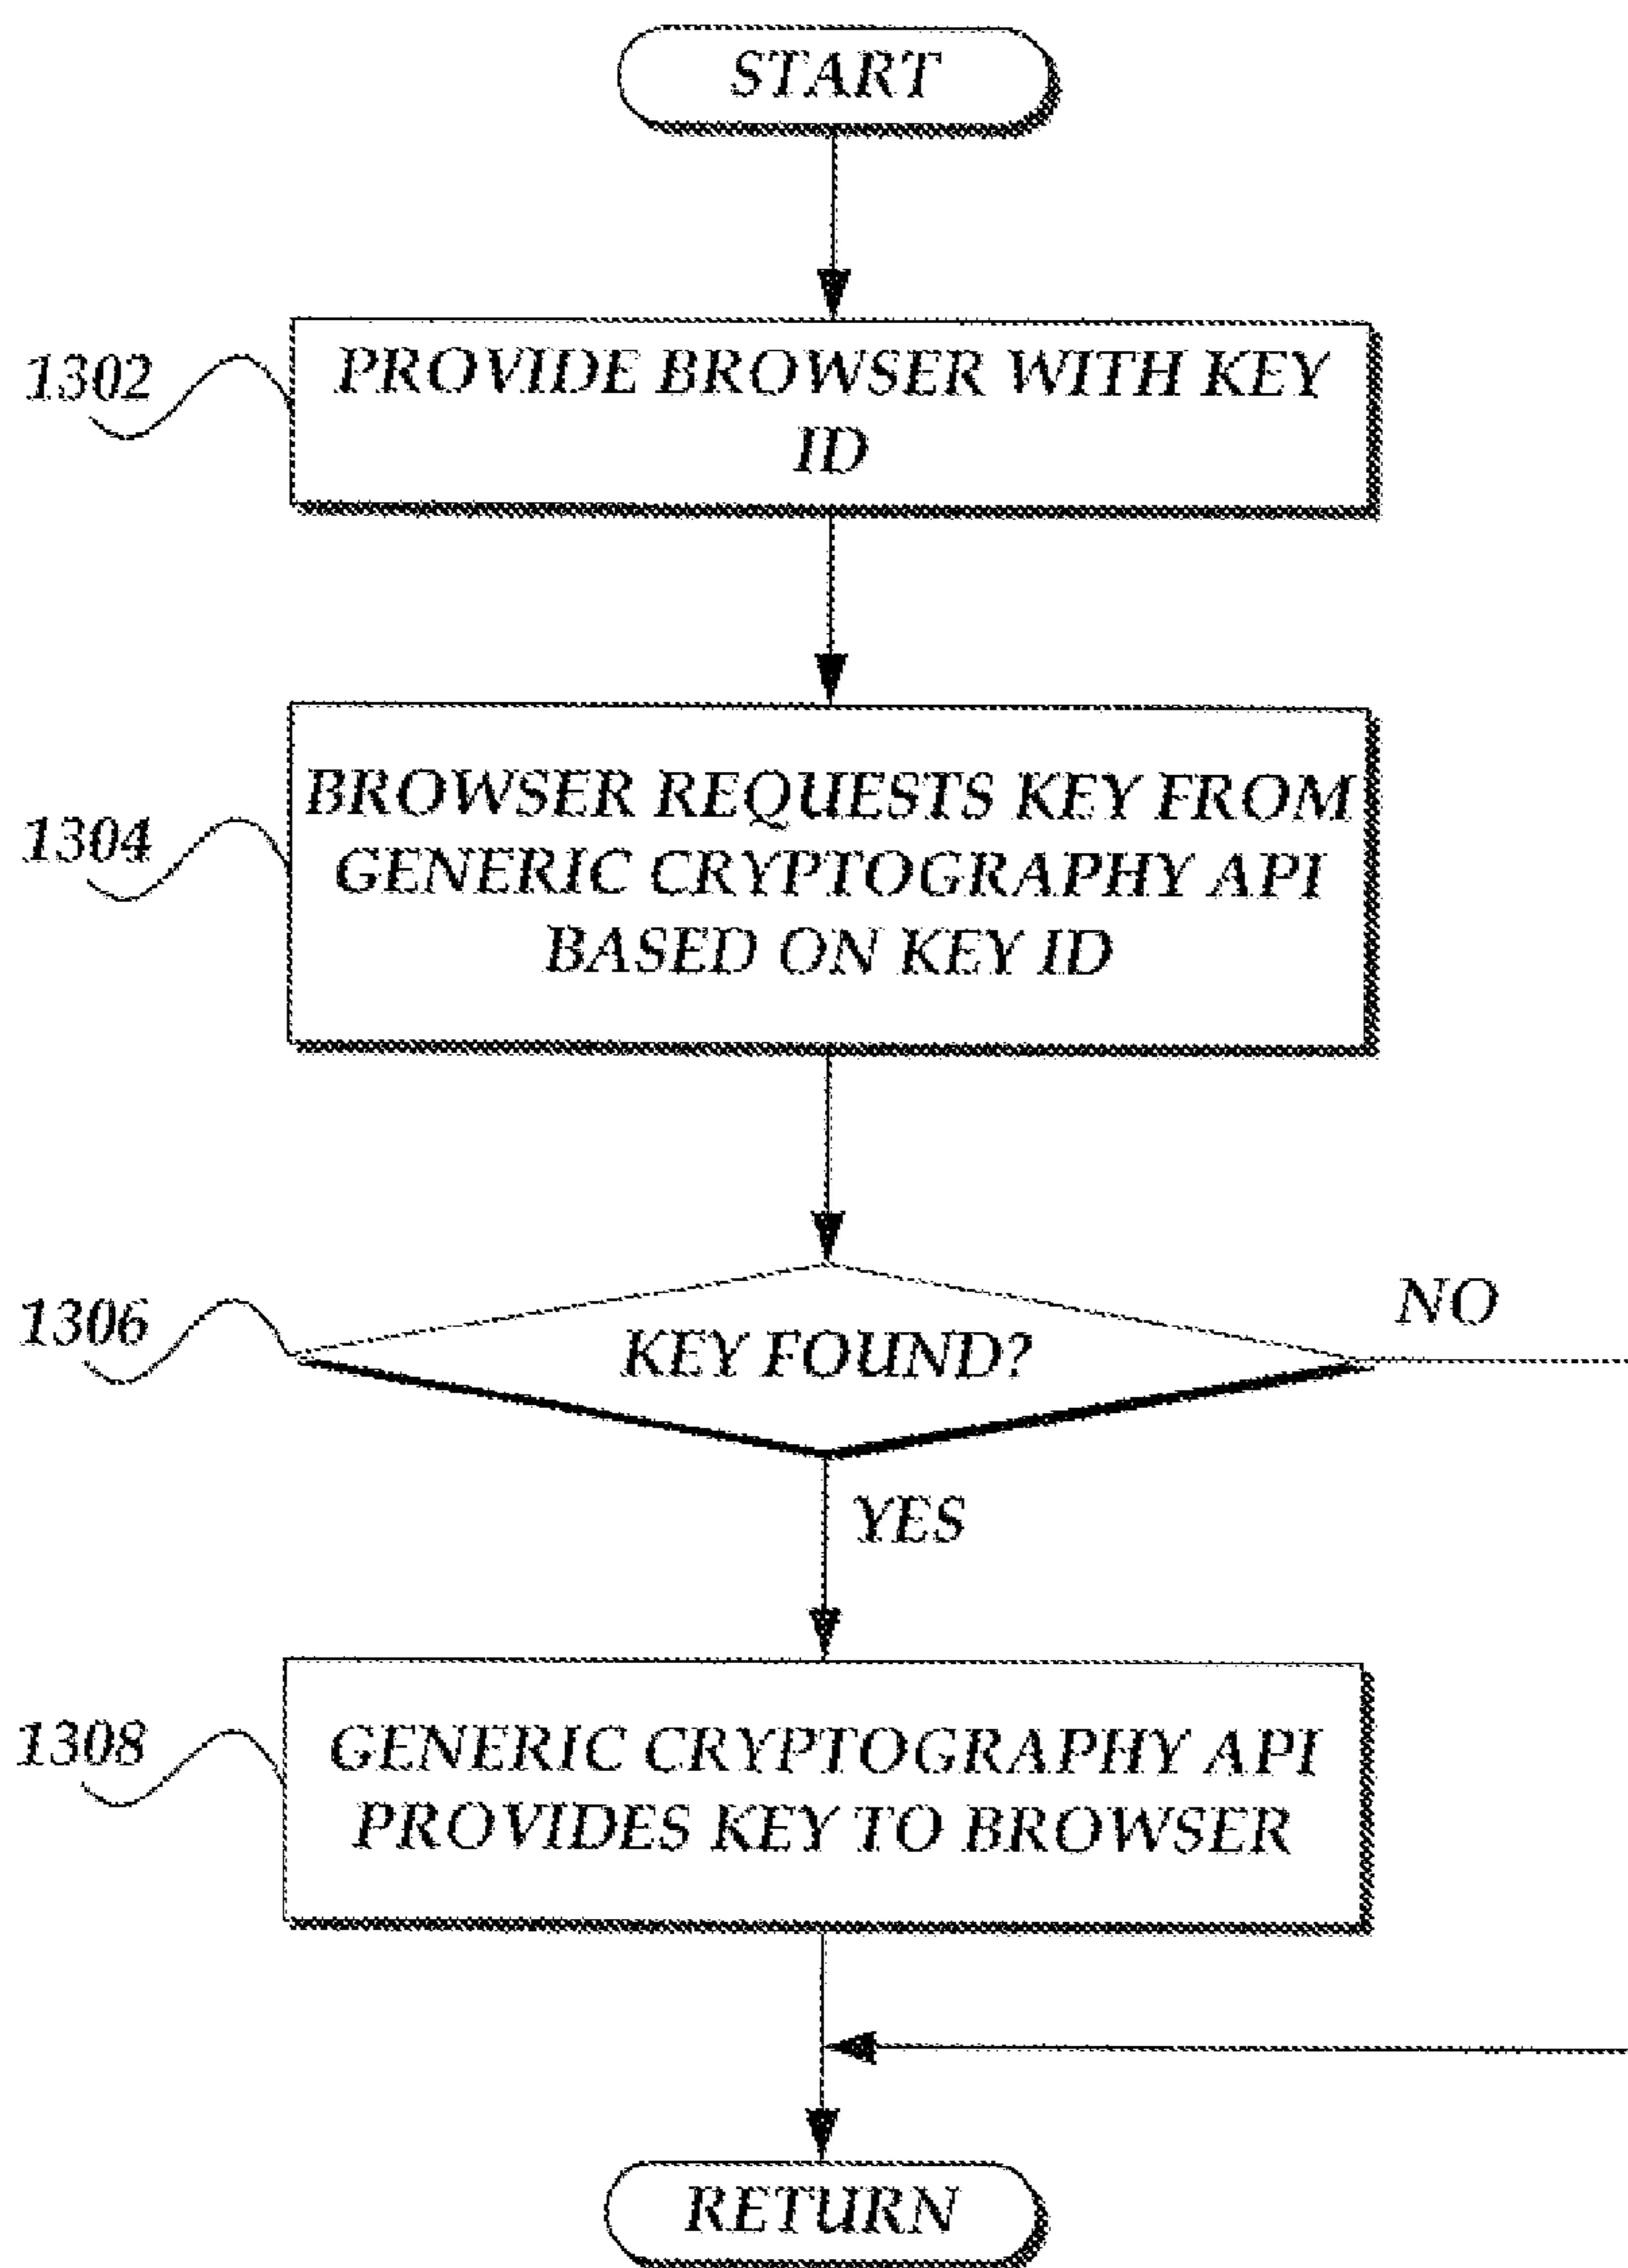 START
1302
PROVIDE BROWSER WITH KEY
ID
1304
BROWSER REQUESTS KEY FROM
GENERIC CRYPTOGRAPHY API
BASED ON KEY ID
1306
KEY FOUND?
NO
YES
1308
GENERIC CRYPTOGRAPHY API
PROVIDES KEY TO BROWSER
RETURN